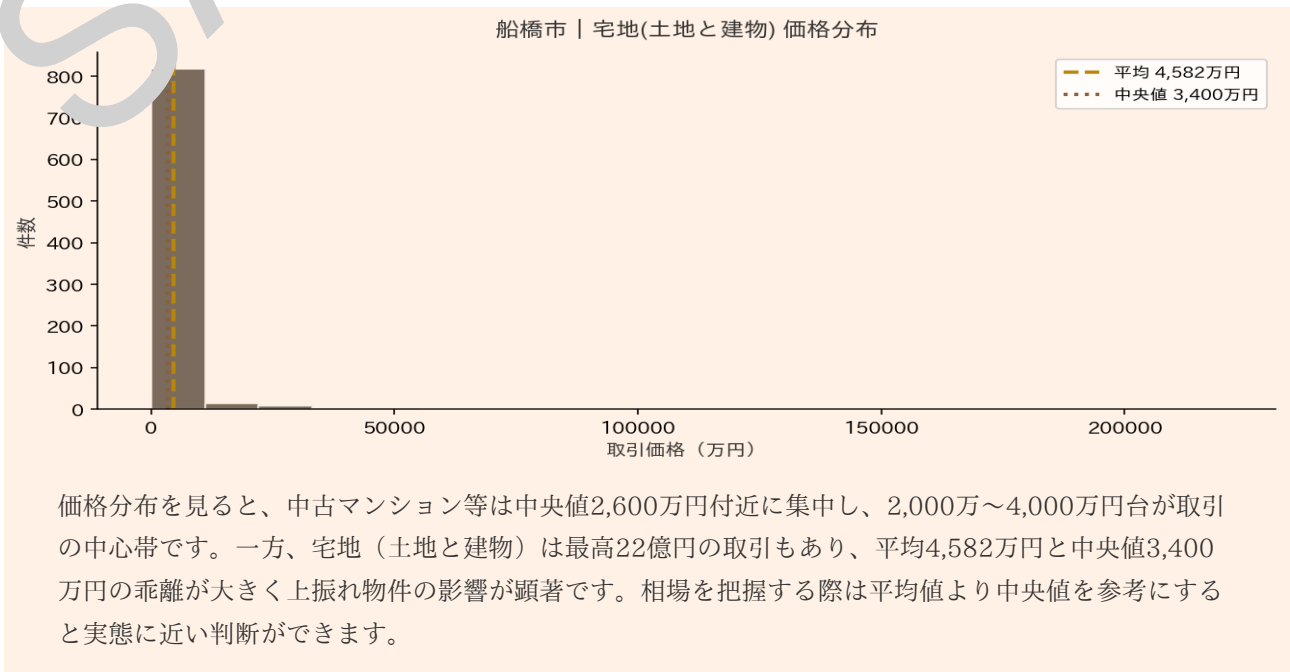 船橋市｜宅地(土地と建物) 価格分布
平均 4,582万円
中央値 3,400万円
800
700
600
500
400
300
200
100
0
件数
0 50000 100000 150000 200000
取引価格（万円）
価格分布を見ると、中古マンション等は中央値2,600万円付近に集中し、2,000万〜4,000万円台が取引
の中心帯です。一方、宅地（土地と建物）は最高22億円の取引もあり、平均4,582万円と中央値3,400
万円の乖離が大きく上振れ物件の影響が顕著です。相場を把握する際は平均値より中央値を参考にする
と実態に近い判断ができます。